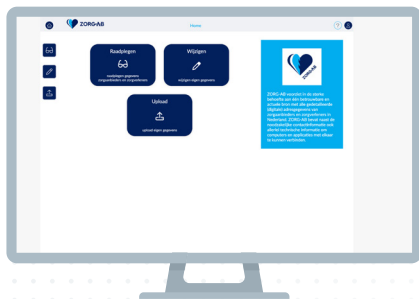 ZORG-AB
Home
?
Raadplegen
raadplegen gegevens
zorgaanbieders en zorgverleners
Wijzigen
wijzigen eigen gegevens
Upload
upload eigen gegevens
ZORG-AB
ZORG-AB voorziet in de sterke
behoefte aan één betrouwbare en
actuele bron met alle gedetailleerde
(digitale) adresgegevens van
zorgaanbieders en zorgverleners in
Nederland. ZORG-AB bevat naast de
noodzakelijke contactinformatie ook
allerlei technische informatie om
computers en applicaties met elkaar
te kunnen verbinden.